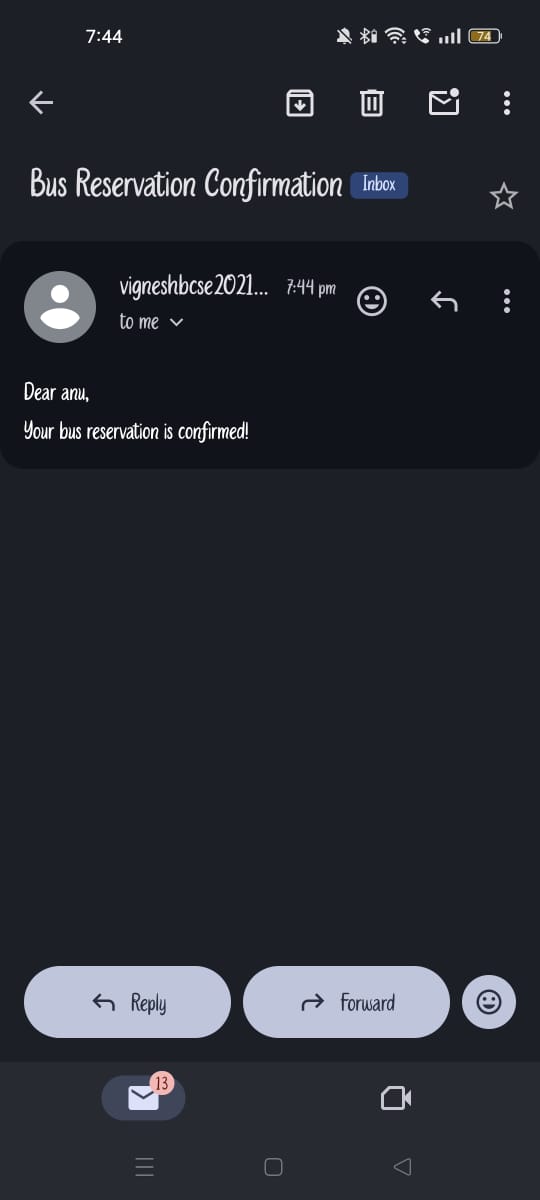 7:44
74
Bus Reservation Confirmation Inbox
vigneshbcse2021... 7:44 pm
to me
Dear anu,
Your bus reservation is confirmed!
Reply
Forward
13